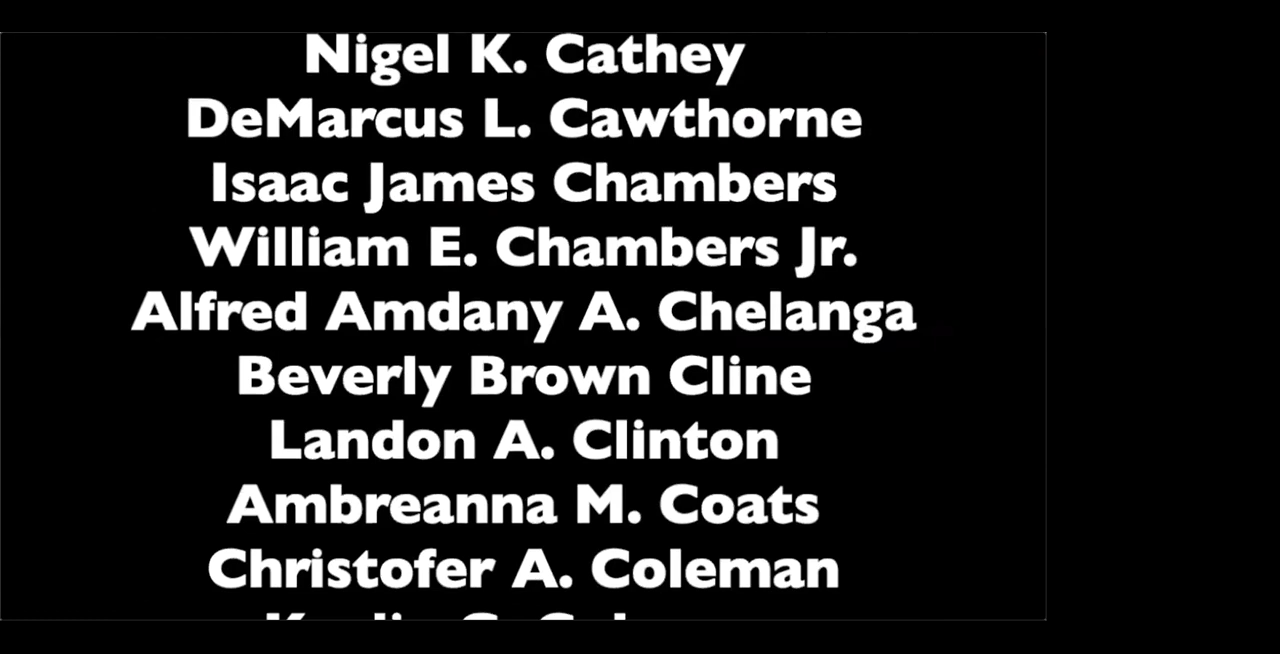 Nigel K. Cathey
DeMarcus L. Cawthorne
Isaac James Chambers
William E. Chambers Jr.
Alfred Amdany A. Chelanga
Beverly Brown Cline
Landon A. Clinton
Ambreanna M. Coats
Christofer A. Coleman